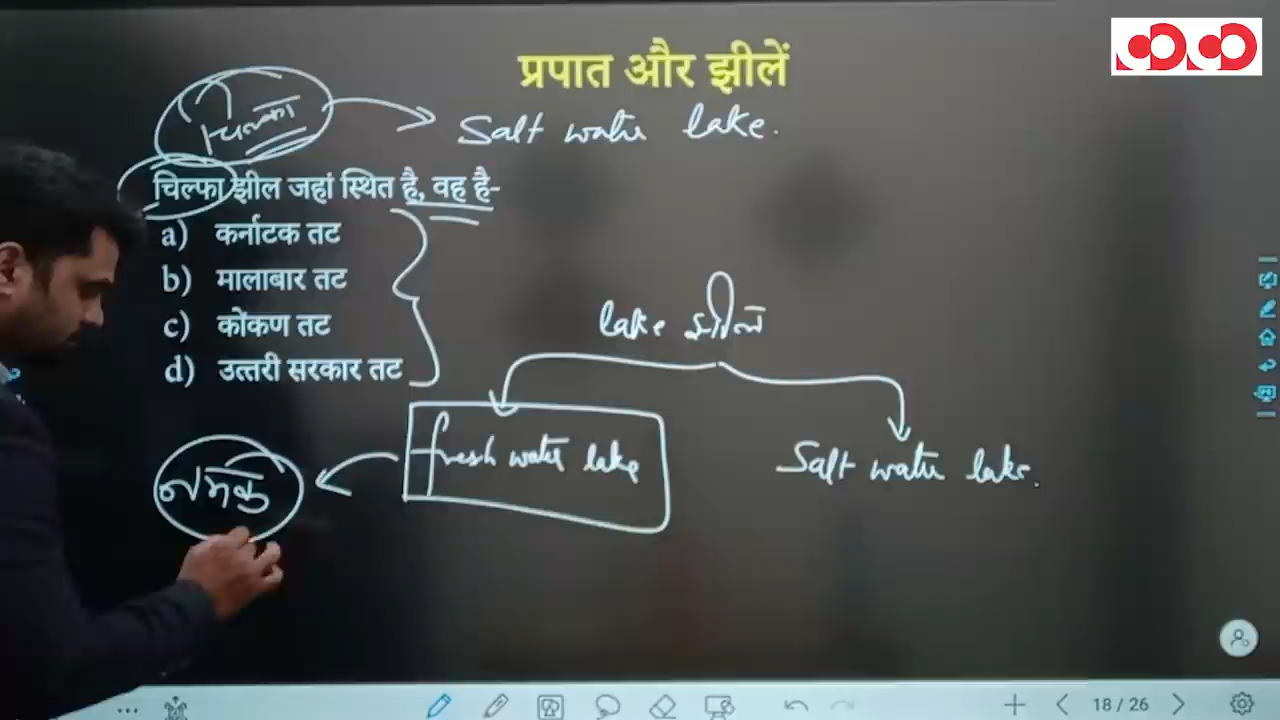 प्रपात और झीलें
चिल्का
Salt water lake.
चिल्फा झील जहां स्थित है, वह है-
a) कर्नाटक तट
b) मालाबार तट
c) कोंकण तट
d) उत्तरी सरकार तट
lake झीलें
fresh water lake
Salt water lake.
नमक
18 / 26